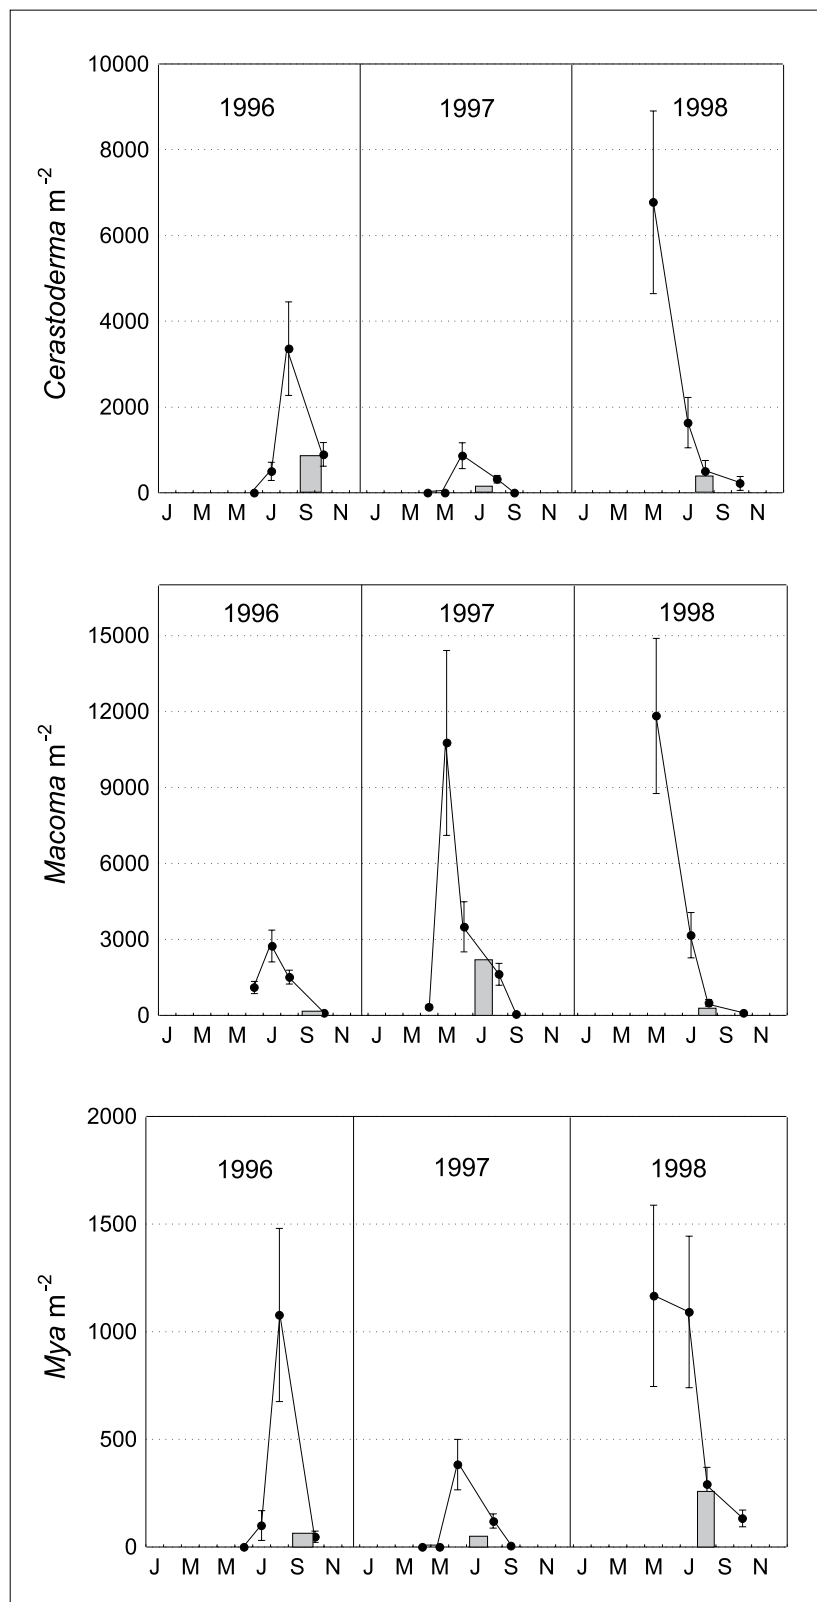 10000
1996 1997 1998
8000
6000
4000
2000
0
J M M J S N J M M J S N J M M J S N
Cerastoderma m⁻²
1996 1997 1998
15000
12000
9000
6000
3000
0
J M M J S N J M M J S N J M M J S N
Macoma m⁻²
2000
1996 1997 1998
1500
1000
500
0
J M M J S N J M M J S N J M M J S N
Mya m⁻²